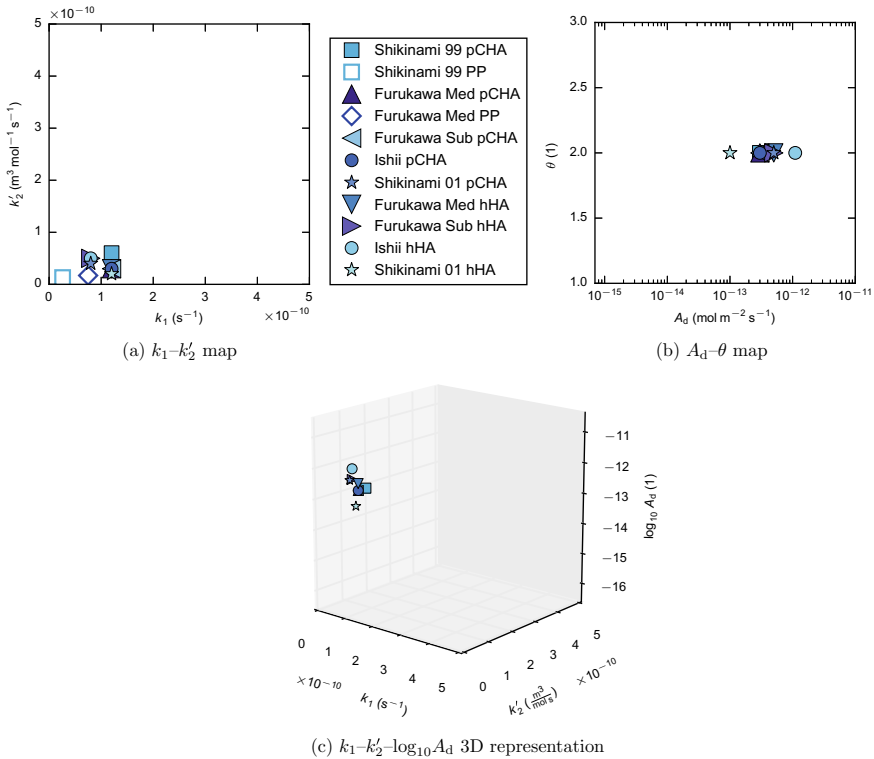 ×10⁻¹⁰
5
4
3
2
1
0
k₂′ (m³ mol⁻¹ s⁻¹)
0 1 2 3 4 5
k₁ (s⁻¹) ×10⁻¹⁰
(a) k₁–k₂′ map
Shikinami 99 pCHA
Shikinami 99 PP
Furukawa Med pCHA
Furukawa Med PP
Furukawa Sub pCHA
Ishii pCHA
Shikinami 01 pCHA
Furukawa Med hHA
Furukawa Sub hHA
Ishii hHA
Shikinami 01 hHA
3.0
2.5
2.0
1.5
1.0
θ (1)
10⁻¹⁵ 10⁻¹⁴ 10⁻¹³ 10⁻¹² 10⁻¹¹
A_d (mol m⁻² s⁻¹)
(b) A_d–θ map
−11
−12
−13
−14
−15
−16
log₁₀ A_d (1)
0 1 2 3 4 5
×10⁻¹⁰
k₁ (s⁻¹)
0 1 2 3 4 5
×10⁻¹⁰
k₂′ (m³/mol s)
(c) k₁–k₂′–log₁₀A_d 3D representation